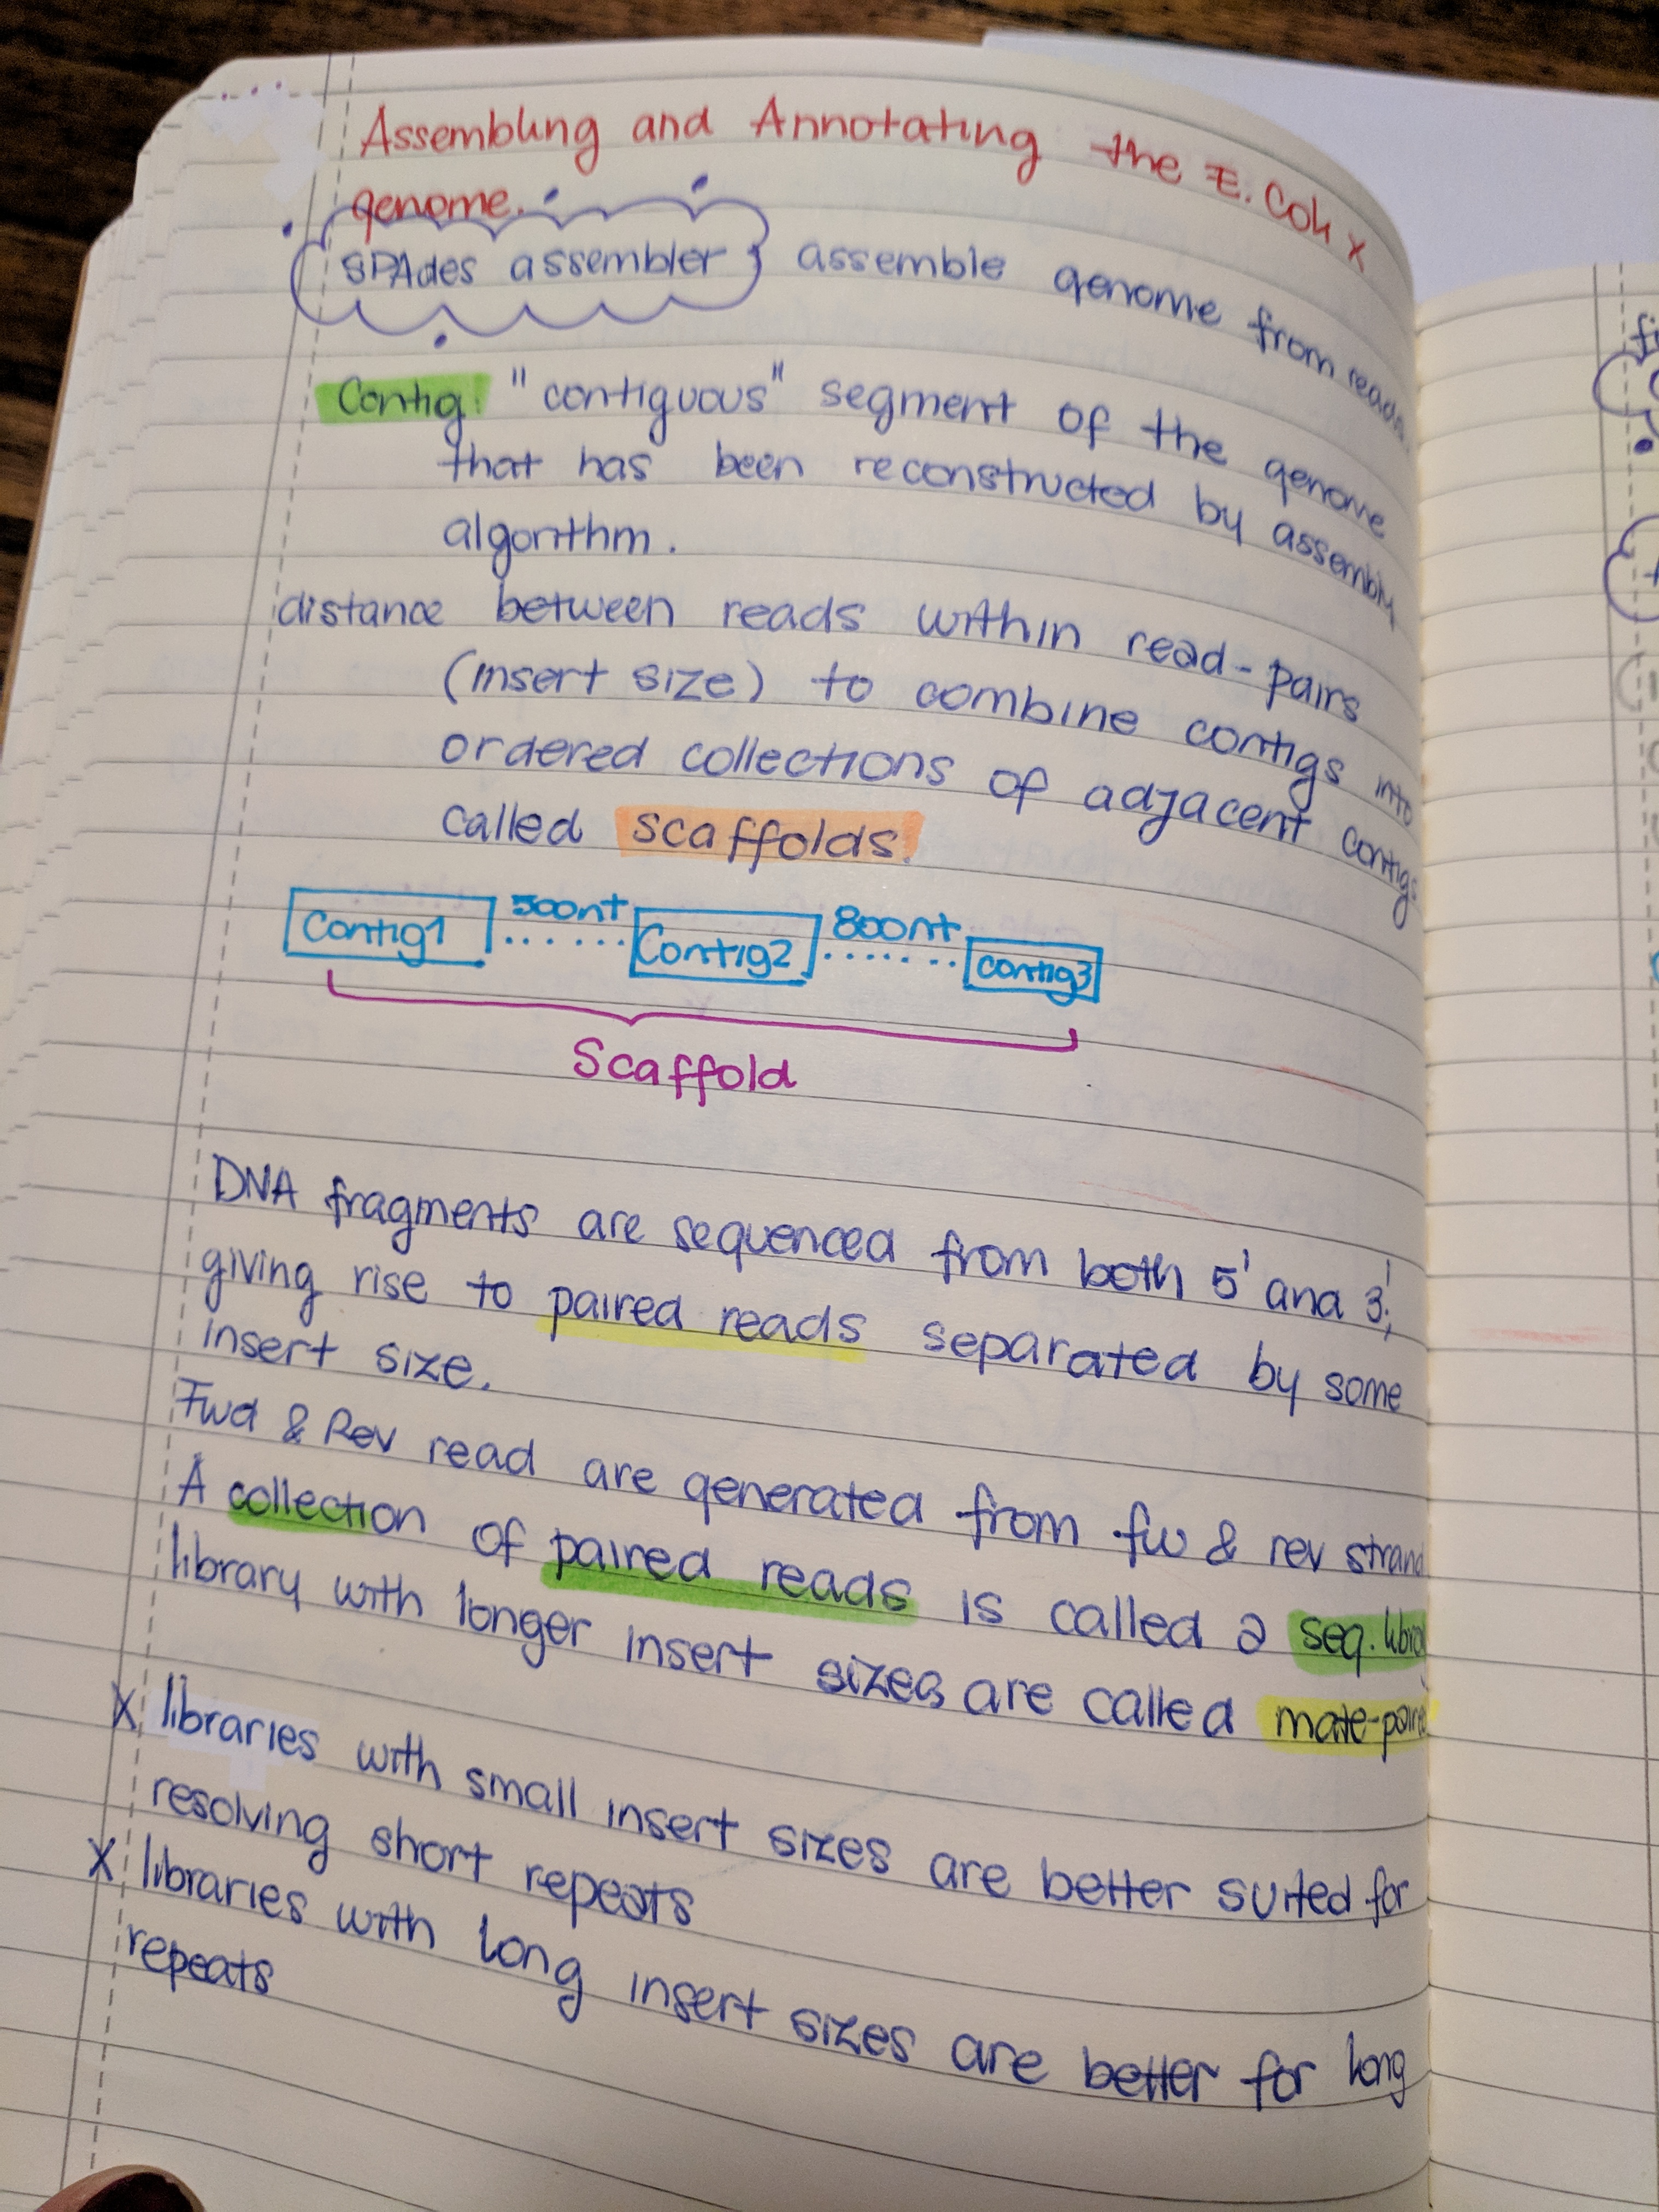 Assembling and Annotating the E. Coli X
genome.
SPAdes assembler assemble genome from reads.
Contig: "contiguous" segment of the genome
that has been reconstructed by assembly
algorithm.
distance between reads within read-pairs
(insert size) to combine contigs into
ordered collections of adjacent contigs
called scaffolds.
Contig1 500nt Contig2 800nt contig3
Scaffold
DNA fragments are sequenced from both 5' and 3',
giving rise to paired reads separated by some
insert size.
Fwd & Rev read are generated from fw & rev strand
A collection of paired reads is called a seq.
library with longer insert sizes are called mate-paired
X libraries with small insert sizes are better suited for
resolving short repeats
X libraries with long insert sizes are better for long
repeats